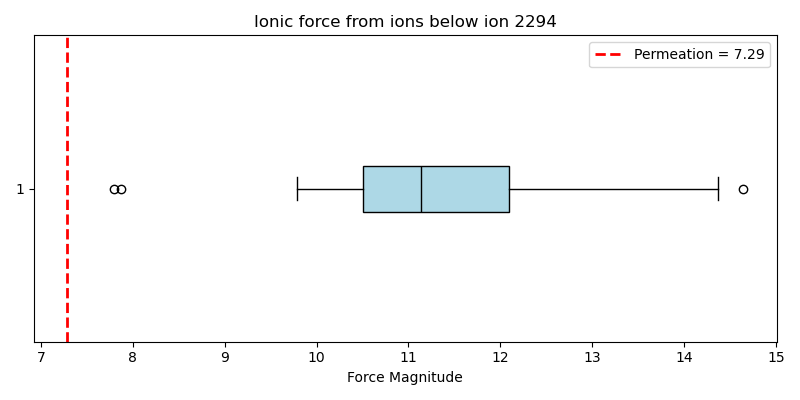 Ionic force from ions below ion 2294
Permeation = 7.29
1
7 8 9 10 11 12 13 14 15
Force Magnitude